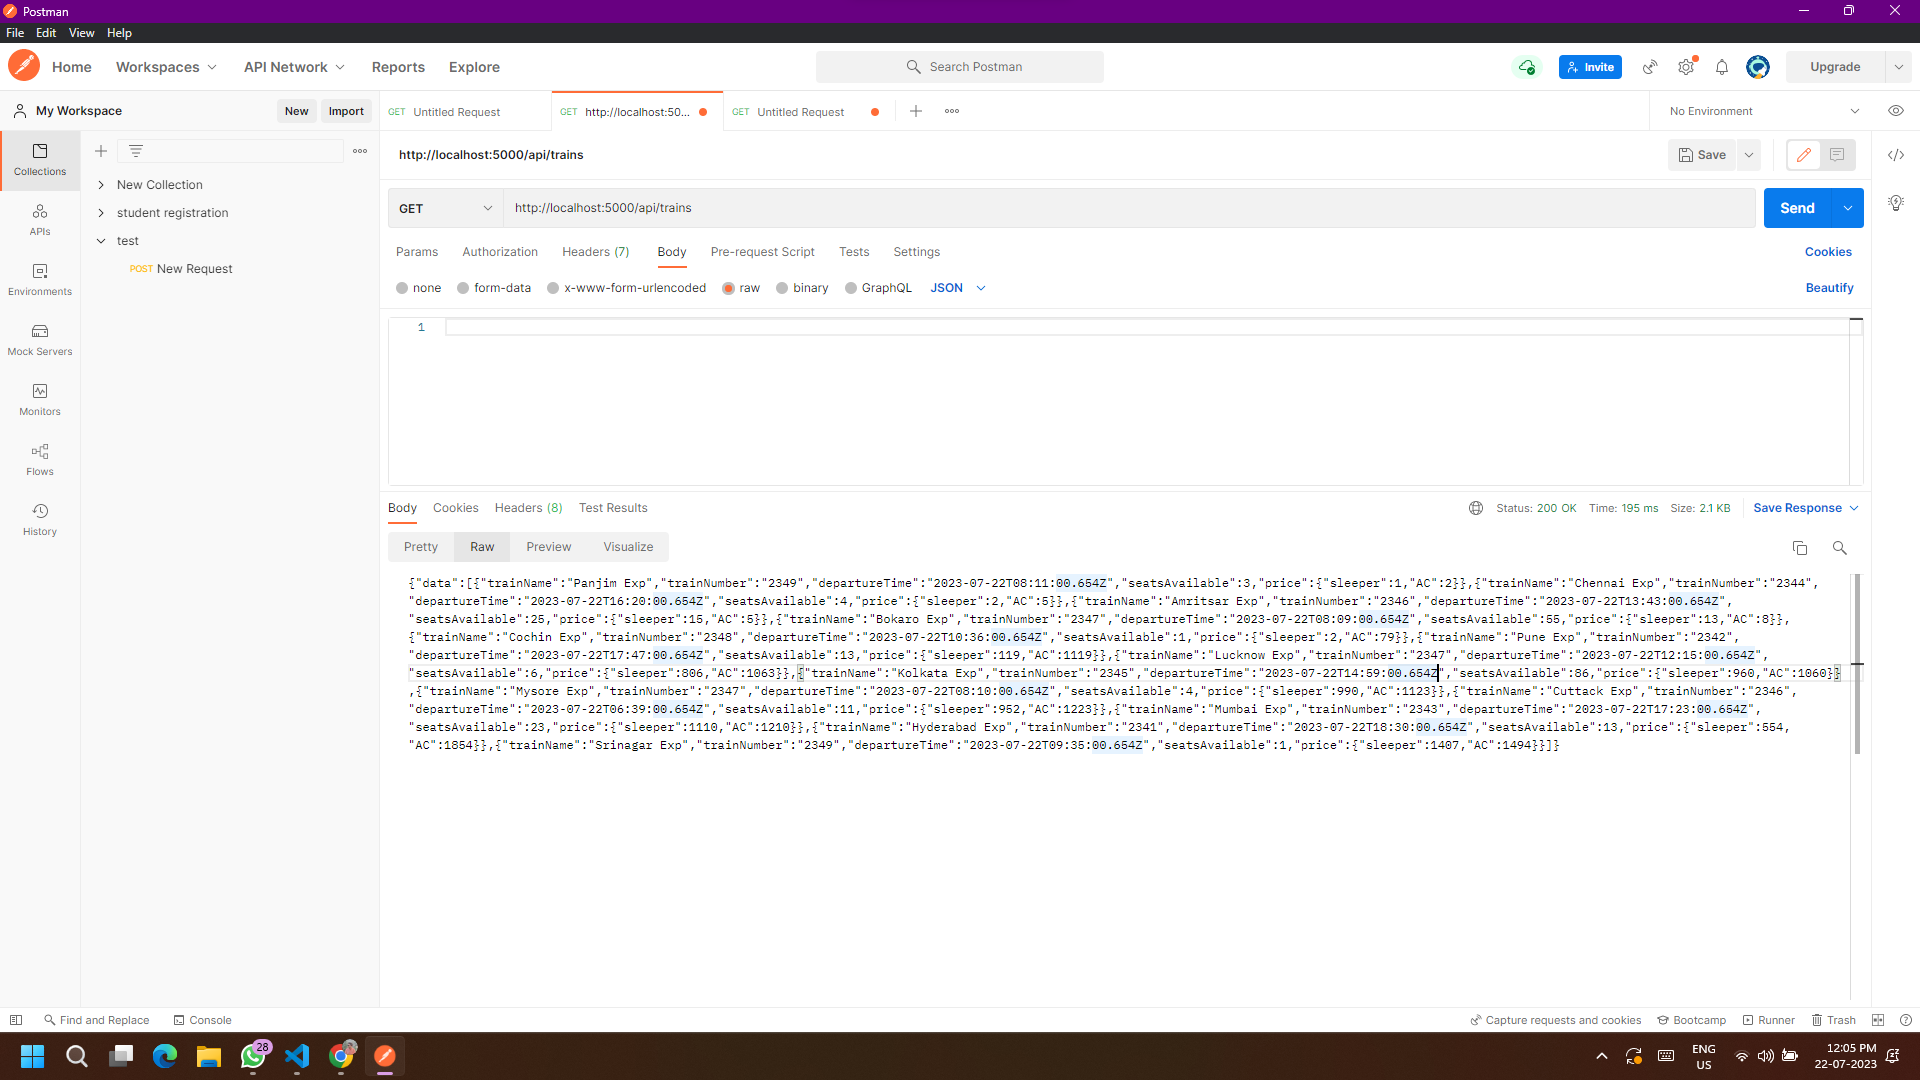 Postman
File Edit View Help
Home Workspaces API Network Reports Explore
Search Postman
Invite
Upgrade
My Workspace
New Import
GET Untitled Request
GET http://localhost:50...
GET Untitled Request
No Environment
Collections
APIs
Environments
Mock Servers
Monitors
Flows
History
New Collection
student registration
test
POST New Request
http://localhost:5000/api/trains
Save
GET
http://localhost:5000/api/trains
Send
Params Authorization Headers (7) Body Pre-request Script Tests Settings
Cookies
none form-data x-www-form-urlencoded raw binary GraphQL JSON
Beautify
1
Body Cookies Headers (8) Test Results
Status: 200 OK Time: 195 ms Size: 2.1 KB Save Response
Pretty Raw Preview Visualize
{"data":[{"trainName":"Panjim Exp","trainNumber":"2349","departureTime":"2023-07-22T08:11:00.654Z","seatsAvailable":3,"price":{"sleeper":1,"AC":2}},{"trainName":"Chennai Exp","trainNumber":"2344",
"departureTime":"2023-07-22T16:20:00.654Z","seatsAvailable":4,"price":{"sleeper":2,"AC":5}},{"trainName":"Amritsar Exp","trainNumber":"2346","departureTime":"2023-07-22T13:43:00.654Z",
"seatsAvailable":25,"price":{"sleeper":15,"AC":5}},{"trainName":"Bokaro Exp","trainNumber":"2347","departureTime":"2023-07-22T08:09:00.654Z","seatsAvailable":55,"price":{"sleeper":13,"AC":8}},
{"trainName":"Cochin Exp","trainNumber":"2348","departureTime":"2023-07-22T10:36:00.654Z","seatsAvailable":1,"price":{"sleeper":2,"AC":79}},{"trainName":"Pune Exp","trainNumber":"2342",
"departureTime":"2023-07-22T17:47:00.654Z","seatsAvailable":13,"price":{"sleeper":119,"AC":1119}},{"trainName":"Lucknow Exp","trainNumber":"2347","departureTime":"2023-07-22T12:15:00.654Z",
"seatsAvailable":6,"price":{"sleeper":806,"AC":1063}},{"trainName":"Kolkata Exp","trainNumber":"2345","departureTime":"2023-07-22T14:59:00.654Z","seatsAvailable":86,"price":{"sleeper":960,"AC":1060}}
,{"trainName":"Mysore Exp","trainNumber":"2347","departureTime":"2023-07-22T08:10:00.654Z","seatsAvailable":4,"price":{"sleeper":990,"AC":1123}},{"trainName":"Cuttack Exp","trainNumber":"2346",
"departureTime":"2023-07-22T06:39:00.654Z","seatsAvailable":11,"price":{"sleeper":952,"AC":1223}},{"trainName":"Mumbai Exp","trainNumber":"2343","departureTime":"2023-07-22T17:23:00.654Z",
"seatsAvailable":23,"price":{"sleeper":1110,"AC":1210}},{"trainName":"Hyderabad Exp","trainNumber":"2341","departureTime":"2023-07-22T18:30:00.654Z","seatsAvailable":13,"price":{"sleeper":554,
"AC":1854}},{"trainName":"Srinagar Exp","trainNumber":"2349","departureTime":"2023-07-22T09:35:00.654Z","seatsAvailable":1,"price":{"sleeper":1407,"AC":1494}}]}
Find and Replace Console
Capture requests and cookies Bootcamp Runner Trash
28
ENG
US
12:05 PM
22-07-2023